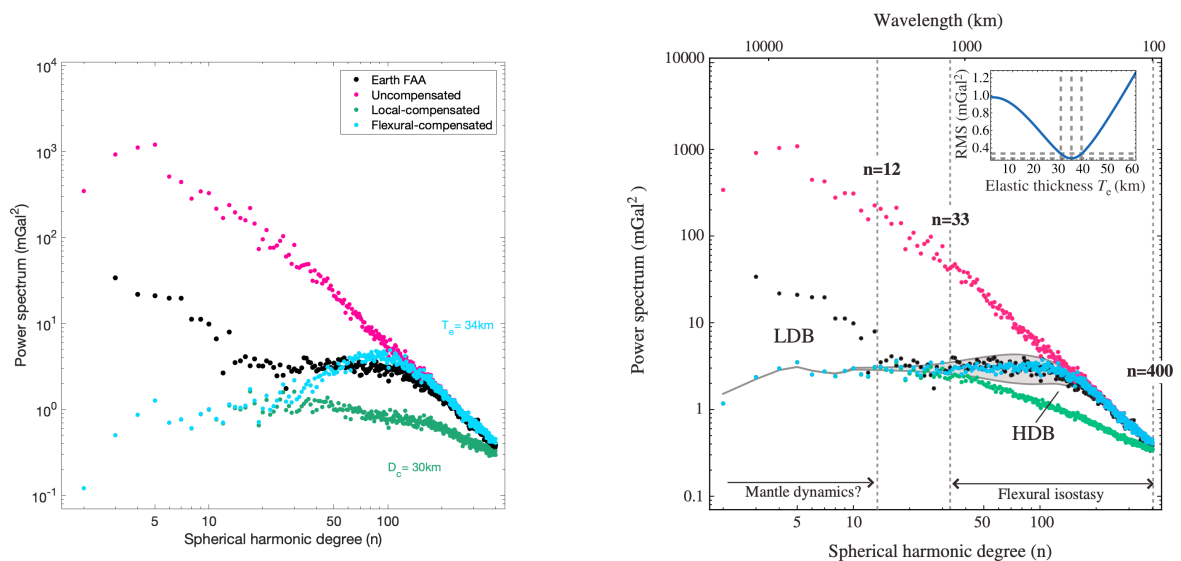 10^4
10^3
10^2
10^1
10^0
10^-1
Power spectrum (mGal^2)
Earth FAA
Uncompensated
Local-compensated
Flexural-compensated
T_e = 34km
D_c = 30km
5 10 50 100
Spherical harmonic degree (n)
Wavelength (km)
10000 1000 100
10000
1000
100
10
1
0.1
Power spectrum (mGal^2)
1.2
1.0
0.8
0.6
0.4
RMS (mGal^2)
10 20 30 40 50 60
Elastic thickness T_e (km)
n=12
n=33
n=400
LDB
HDB
Mantle dynamics?
Flexural isostasy
5 10 50 100
Spherical harmonic degree (n)